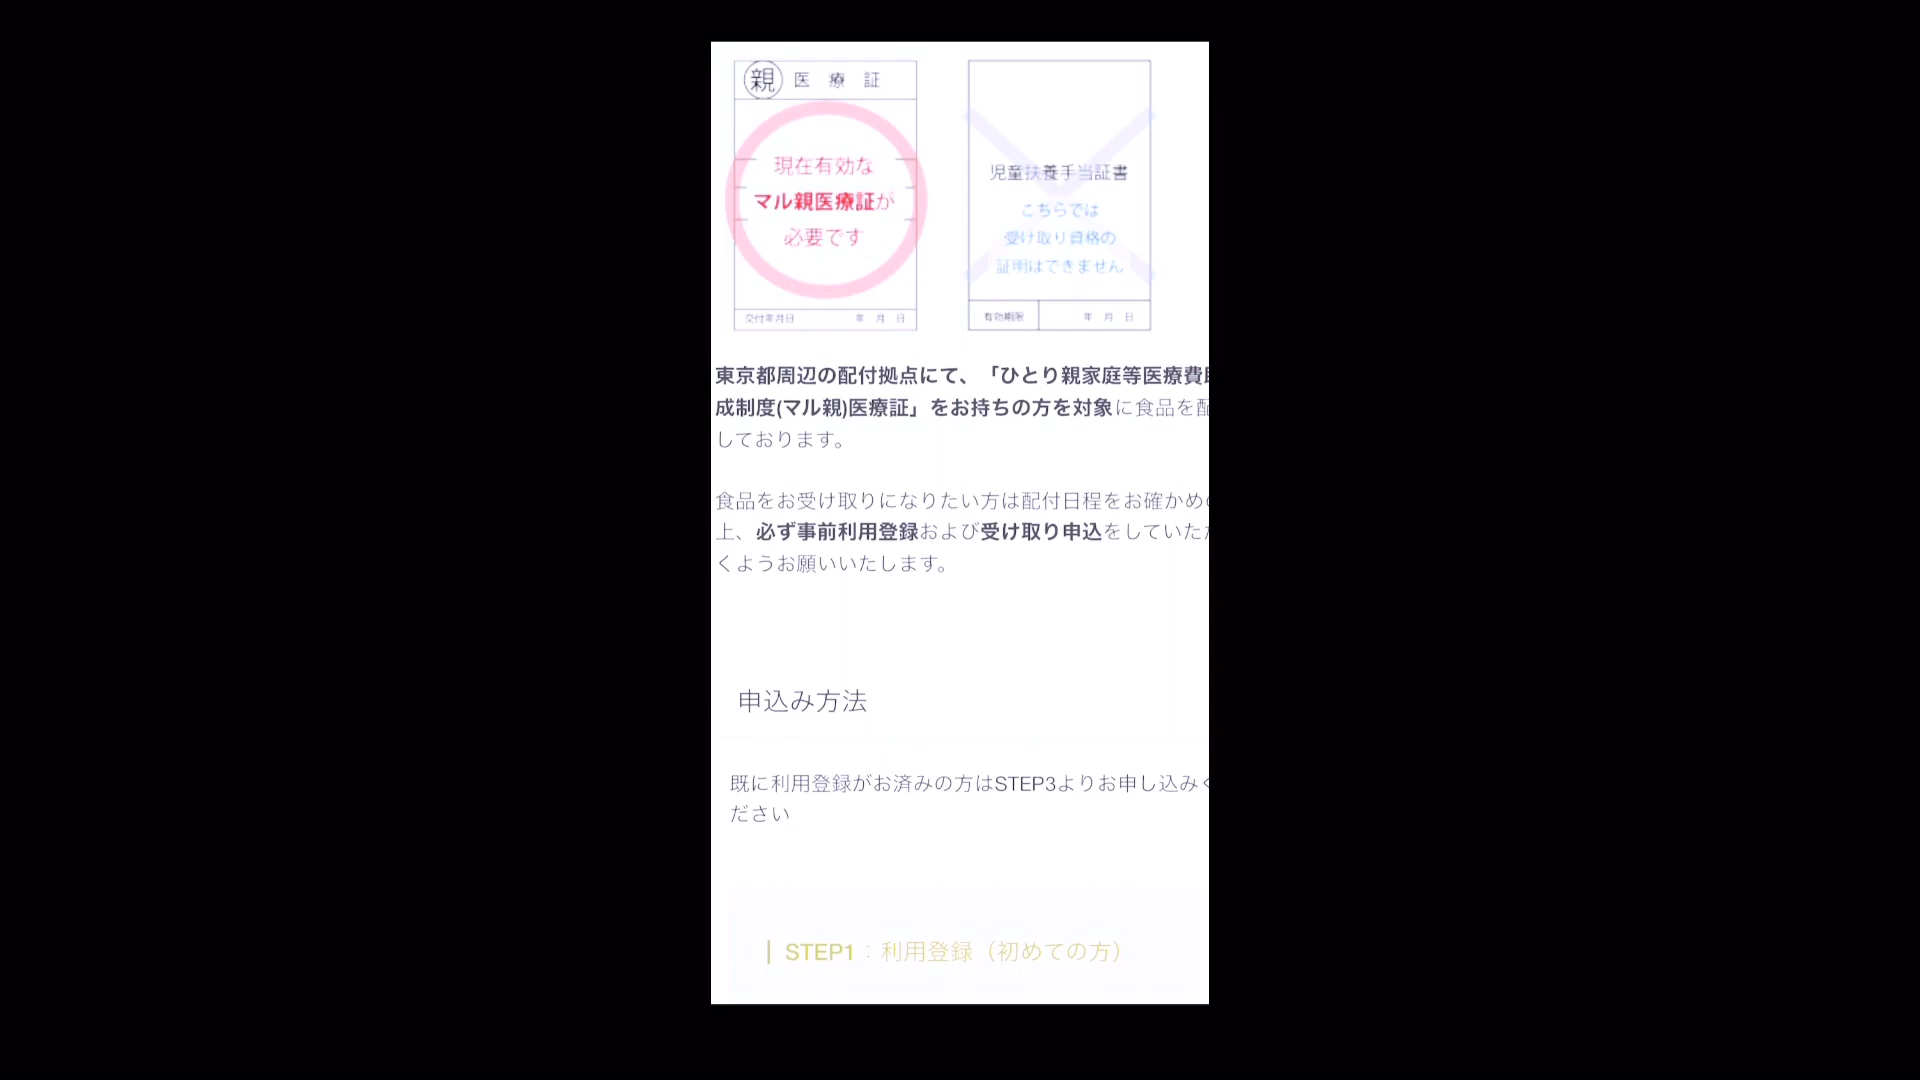 親 医 療 証
現在有効な
マル親医療証が
必要です
交付年月日 年 月 日
児童扶養手当証書
こちらでは
受け取り資格の
証明はできません
有効期限 年 月 日
東京都周辺の配付拠点にて、「ひとり親家庭等医療費
成制度(マル親)医療証」をお持ちの方を対象に食品を配
しております。
食品をお受け取りになりたい方は配付日程をお確かめの
上、必ず事前利用登録および受け取り申込をしていただ
くようお願いいたします。
申込み方法
既に利用登録がお済みの方はSTEP3よりお申し込みく
ださい
STEP1：利用登録（初めての方）